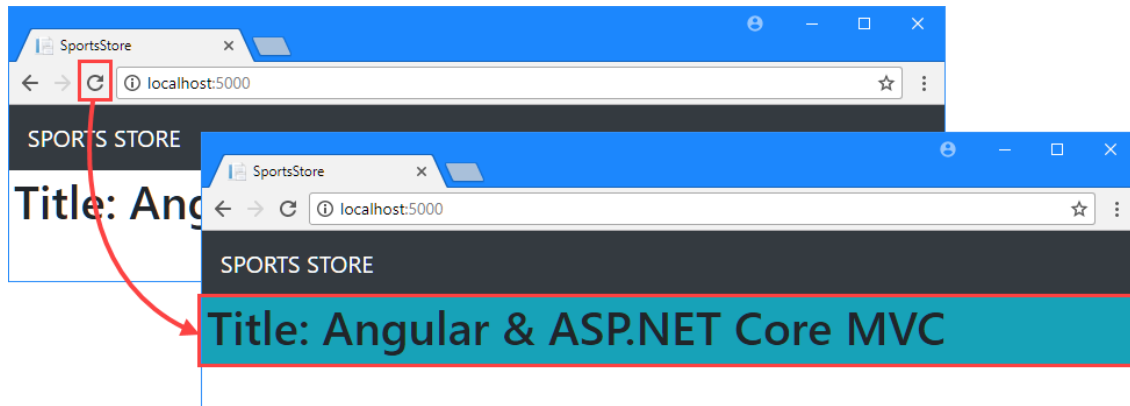 SportsStore
localhost:5000
SPORTS STORE
Title: Ang
SportsStore
localhost:5000
SPORTS STORE
Title: Angular & ASP.NET Core MVC